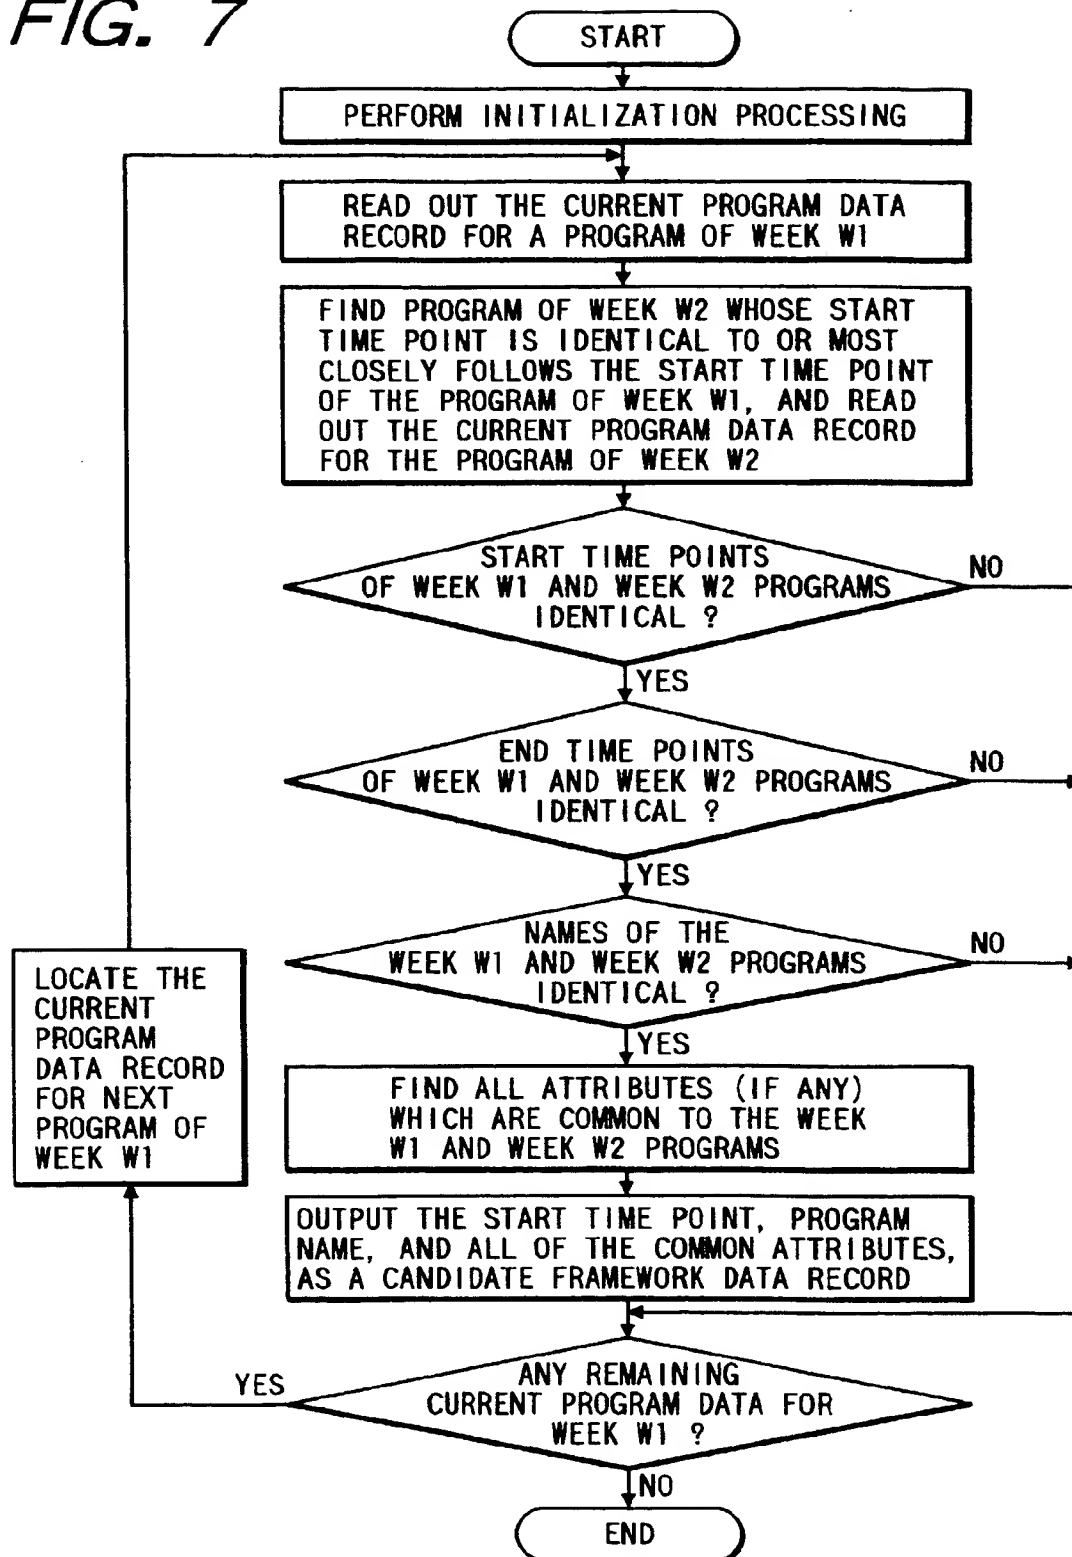 FIG. 7
START
PERFORM INITIALIZATION PROCESSING
READ OUT THE CURRENT PROGRAM DATA
RECORD FOR A PROGRAM OF WEEK W1
FIND PROGRAM OF WEEK W2 WHOSE START
TIME POINT IS IDENTICAL TO OR MOST
CLOSELY FOLLOWS THE START TIME POINT
OF THE PROGRAM OF WEEK W1, AND READ
OUT THE CURRENT PROGRAM DATA RECORD
FOR THE PROGRAM OF WEEK W2
START TIME POINTS
OF WEEK W1 AND WEEK W2 PROGRAMS
IDENTICAL ?
NO
YES
END TIME POINTS
OF WEEK W1 AND WEEK W2 PROGRAMS
IDENTICAL ?
NO
YES
NAMES OF THE
WEEK W1 AND WEEK W2 PROGRAMS
IDENTICAL ?
NO
YES
LOCATE THE
CURRENT
PROGRAM
DATA RECORD
FOR NEXT
PROGRAM OF
WEEK W1
FIND ALL ATTRIBUTES (IF ANY)
WHICH ARE COMMON TO THE WEEK
W1 AND WEEK W2 PROGRAMS
OUTPUT THE START TIME POINT, PROGRAM
NAME, AND ALL OF THE COMMON ATTRIBUTES,
AS A CANDIDATE FRAMEWORK DATA RECORD
ANY REMAINING
CURRENT PROGRAM DATA FOR
WEEK W1 ?
YES
NO
END